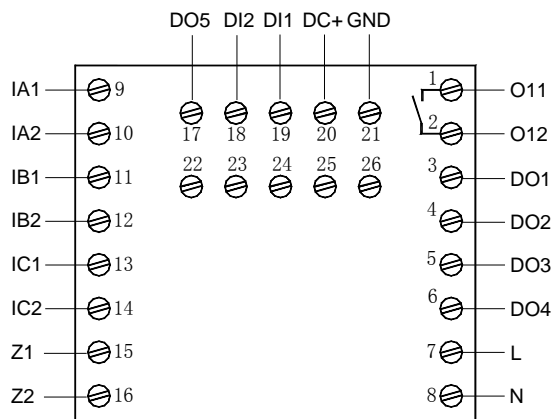 DO5 DI2 DI1 DC+ GND
IA1 9 1 O11
17 18 19 20 21
IA2 10 2 O12
22 23 24 25 26
IB1 11 3 DO1
IB2 12 4 DO2
IC1 13 5 DO3
IC2 14 6 DO4
Z1 15 7 L
Z2 16 8 N